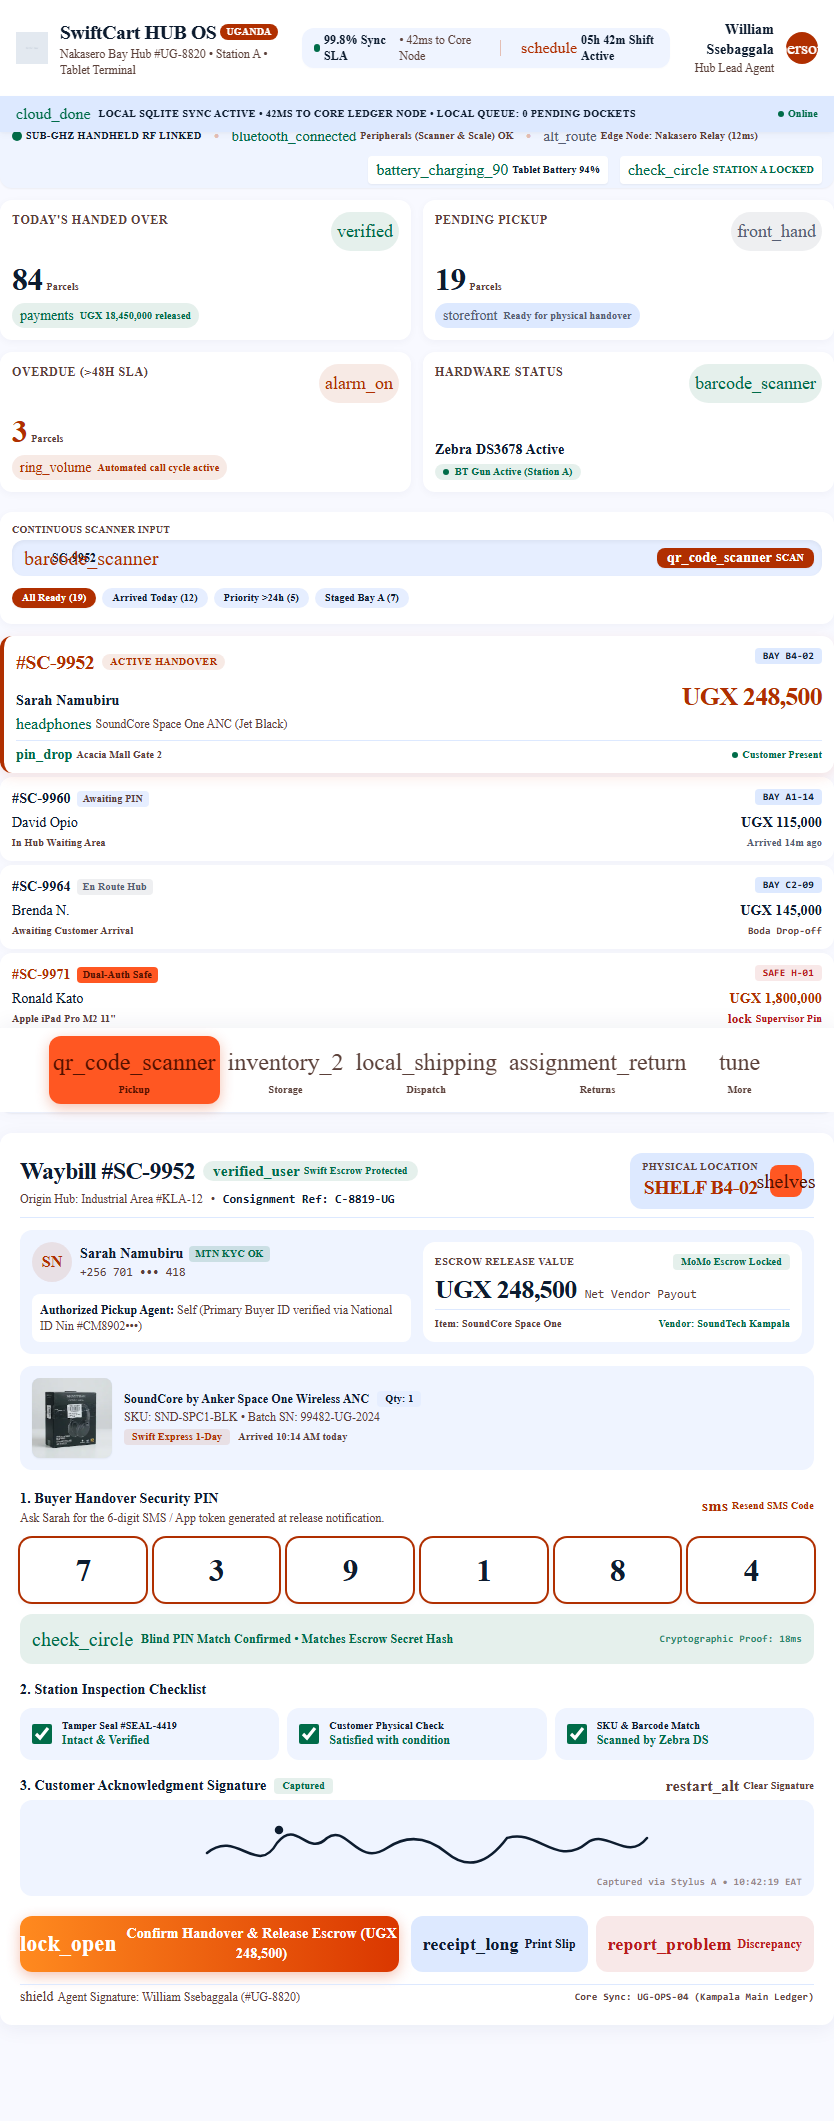 SwiftCart HUB OS UGANDA
Nakasero Bay Hub #UG-8820 • Station A •
Tablet Terminal
99.8% Sync
SLA
• 42ms to Core
Node
schedule 05h 42m Shift
Active
William
Ssebaggala
Hub Lead Agent
cloud_done LOCAL SQLITE SYNC ACTIVE • 42MS TO CORE LEDGER NODE • LOCAL QUEUE: 0 PENDING DOCKETS
Online
SUB-GHZ HANDHELD RF LINKED • bluetooth_connected Peripherals (Scanner & Scale) OK • alt_route Edge Node: Nakasero Relay (12ms)
battery_charging_90 Tablet Battery 94%
check_circle STATION A LOCKED
TODAY'S HANDED OVER
verified
84 Parcels
payments UGX 18,450,000 released
PENDING PICKUP
front_hand
19 Parcels
storefront Ready for physical handover
OVERDUE (>48H SLA)
alarm_on
3 Parcels
ring_volume Automated call cycle active
HARDWARE STATUS
barcode_scanner
Zebra DS3678 Active
BT Gun Active (Station A)
CONTINUOUS SCANNER INPUT
barcode_scanner
SC-9952
qr_code_scanner SCAN
All Ready (19)
Arrived Today (12)
Priority >24h (5)
Staged Bay A (7)
#SC-9952 ACTIVE HANDOVER
BAY B4-02
Sarah Namubiru
UGX 248,500
headphones SoundCore Space One ANC (Jet Black)
pin_drop Acacia Mall Gate 2
Customer Present
#SC-9960 Awaiting PIN
BAY A1-14
David Opio
UGX 115,000
In Hub Waiting Area
Arrived 14m ago
#SC-9964 En Route Hub
BAY C2-09
Brenda N.
UGX 145,000
Awaiting Customer Arrival
Boda Drop-off
#SC-9971 Dual-Auth Safe
SAFE H-01
Ronald Kato
UGX 1,800,000
Apple iPad Pro M2 11"
lock Supervisor Pin
qr_code_scanner
Pickup
inventory_2
Storage
local_shipping
Dispatch
assignment_return
Returns
tune
More
Waybill #SC-9952 verified_user Swift Escrow Protected
Origin Hub: Industrial Area #KLA-12 • Consignment Ref: C-8819-UG
PHYSICAL LOCATION
SHELF B4-02
shelves
SN
Sarah Namubiru MTN KYC OK
+256 701 ••• 418
Authorized Pickup Agent: Self (Primary Buyer ID verified via National
ID Nin #CM8902•••)
ESCROW RELEASE VALUE
MoMo Escrow Locked
UGX 248,500 Net Vendor Payout
Item: SoundCore Space One
Vendor: SoundTech Kampala
SoundCore by Anker Space One Wireless ANC Qty: 1
SKU: SND-SPC1-BLK • Batch SN: 99482-UG-2024
Swift Express 1-Day Arrived 10:14 AM today
1. Buyer Handover Security PIN
Ask Sarah for the 6-digit SMS / App token generated at release notification.
sms Resend SMS Code
7 3 9 1 8 4
check_circle Blind PIN Match Confirmed • Matches Escrow Secret Hash
Cryptographic Proof: 18ms
2. Station Inspection Checklist
Tamper Seal #SEAL-4419
Intact & Verified
Customer Physical Check
Satisfied with condition
SKU & Barcode Match
Scanned by Zebra DS
3. Customer Acknowledgment Signature Captured
restart_alt Clear Signature
Captured via Stylus A • 10:42:19 EAT
lock_open Confirm Handover & Release Escrow (UGX
248,500)
receipt_long Print Slip
report_problem Discrepancy
shield Agent Signature: William Ssebaggala (#UG-8820)
Core Sync: UG-OPS-04 (Kampala Main Ledger)